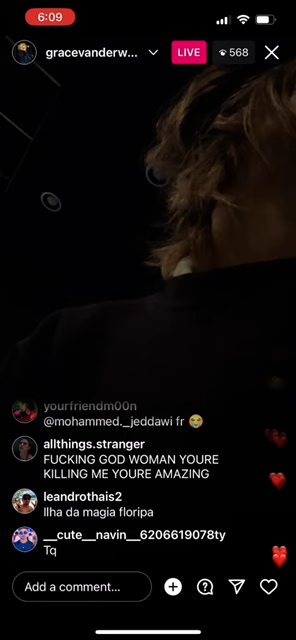 6:09
gracevanderw...
LIVE
568
yourfriendm00n
@mohammed._jeddawi fr 😭
allthings.stranger
FUCKING GOD WOMAN YOURE
KILLING ME YOURE AMAZING
leandrothais2
Ilha da magia floripa
__cute__navin__6206619078ty
Tq
Add a comment...